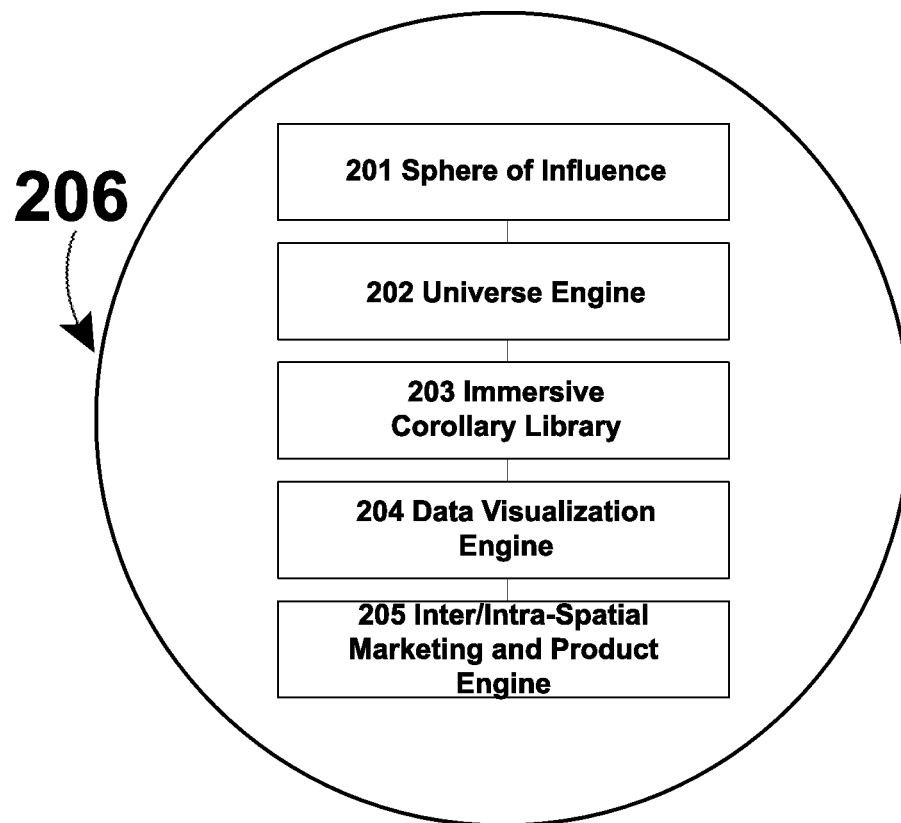 201 Sphere of Influence
206
202 Universe Engine
203 Immersive
Corollary Library
204 Data Visualization
Engine
205 Inter/Intra-Spatial
Marketing and Product
Engine